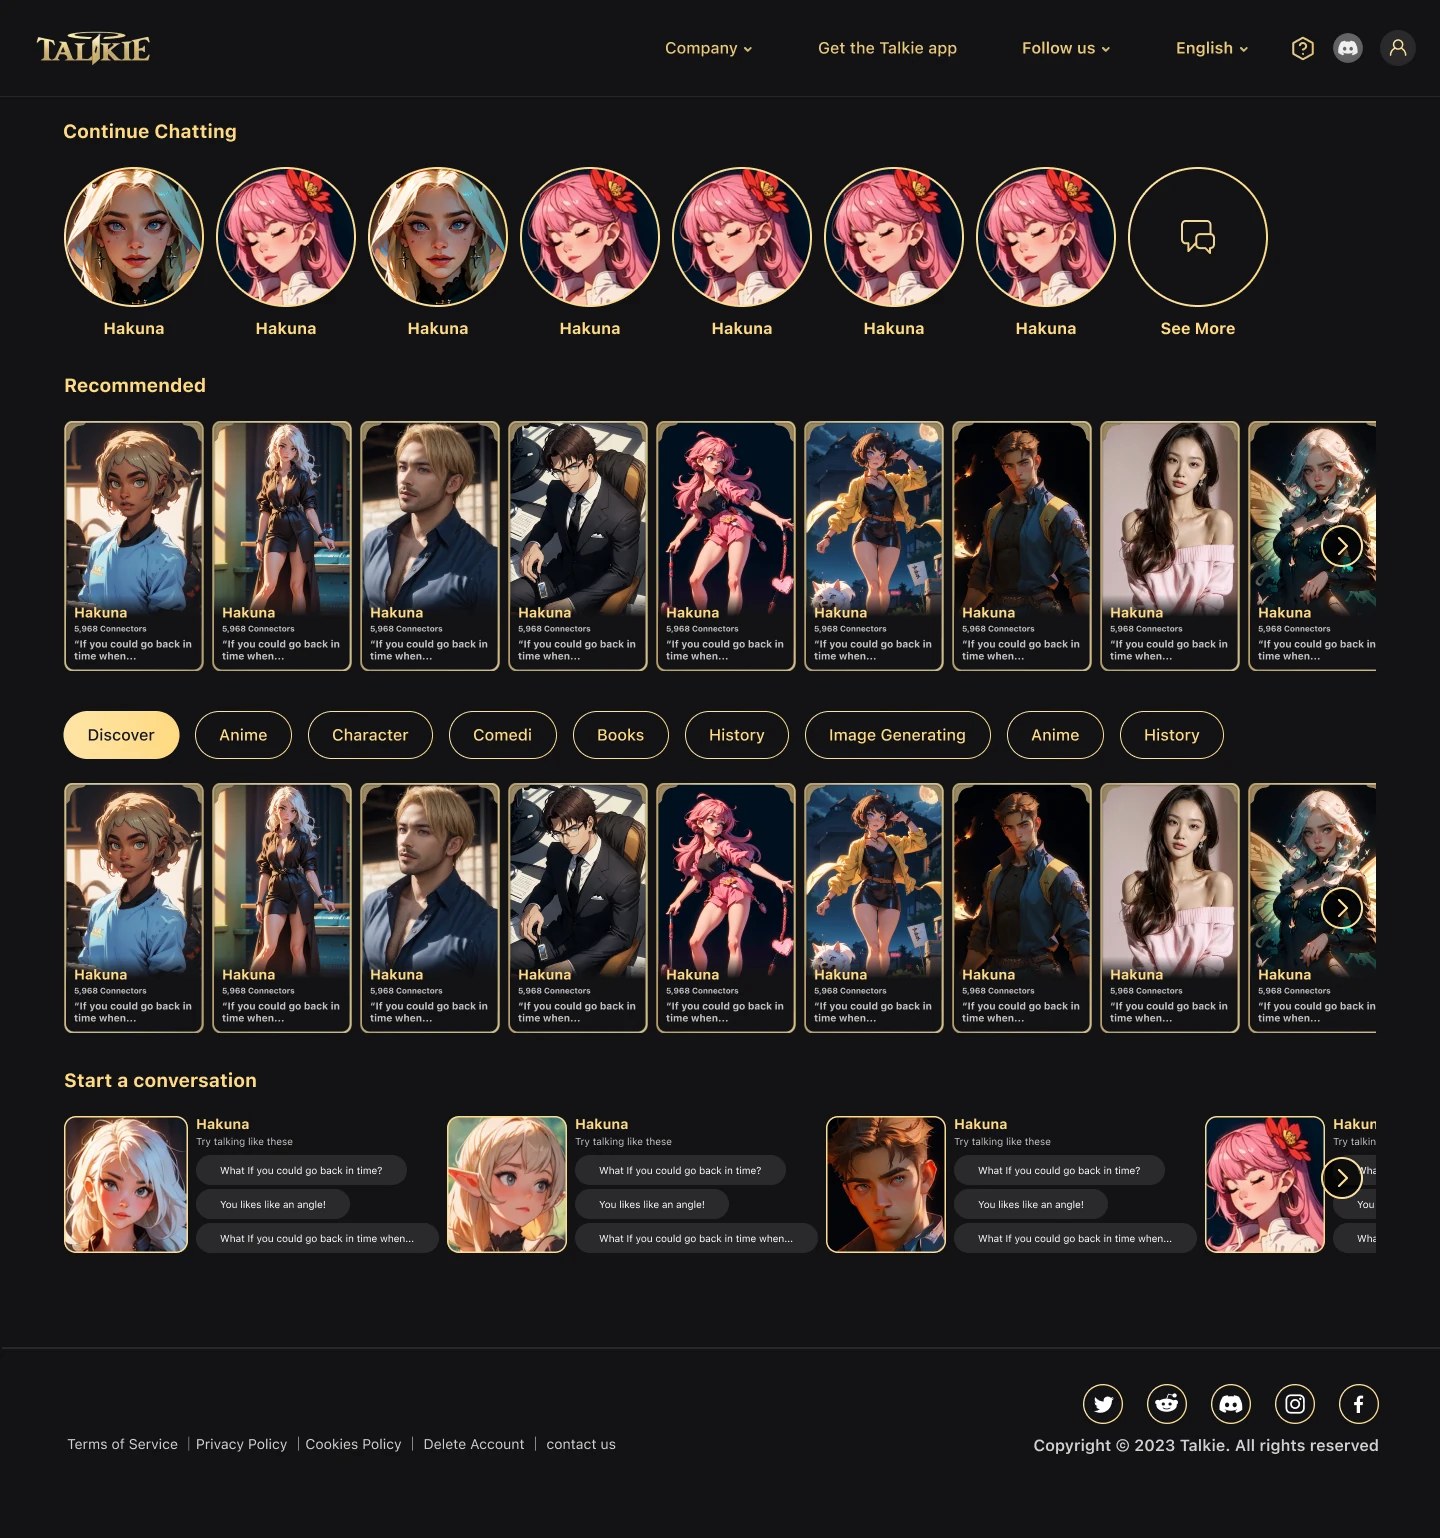 TALKIE
Company
Get the Talkie app
Follow us
English
Continue Chatting
Hakuna
Hakuna
Hakuna
Hakuna
Hakuna
Hakuna
Hakuna
See More
Recommended
Hakuna
5,968 Connectors
“If you could go back in
time when...
Hakuna
5,968 Connectors
“If you could go back in
time when...
Hakuna
5,968 Connectors
“If you could go back in
time when...
Hakuna
5,968 Connectors
“If you could go back in
time when...
Hakuna
5,968 Connectors
“If you could go back in
time when...
Hakuna
5,968 Connectors
“If you could go back in
time when...
Hakuna
5,968 Connectors
“If you could go back in
time when...
Hakuna
5,968 Connectors
“If you could go back in
time when...
Hakuna
5,968 Connectors
“If you could go back in
time when...
Discover
Anime
Character
Comedi
Books
History
Image Generating
Anime
History
Hakuna
5,968 Connectors
“If you could go back in
time when...
Hakuna
5,968 Connectors
“If you could go back in
time when...
Hakuna
5,968 Connectors
“If you could go back in
time when...
Hakuna
5,968 Connectors
“If you could go back in
time when...
Hakuna
5,968 Connectors
“If you could go back in
time when...
Hakuna
5,968 Connectors
“If you could go back in
time when...
Hakuna
5,968 Connectors
“If you could go back in
time when...
Hakuna
5,968 Connectors
“If you could go back in
time when...
Hakuna
5,968 Connectors
“If you could go back in
time when...
Start a conversation
Hakuna
Try talking like these
What If you could go back in time?
You likes like an angle!
What If you could go back in time when...
Hakuna
Try talking like these
What If you could go back in time?
You likes like an angle!
What If you could go back in time when...
Hakuna
Try talking like these
What If you could go back in time?
You likes like an angle!
What If you could go back in time when...
Hakun
Try talkin
Wha
You
Wha
Terms of Service | Privacy Policy | Cookies Policy | Delete Account | contact us
Copyright © 2023 Talkie. All rights reserved